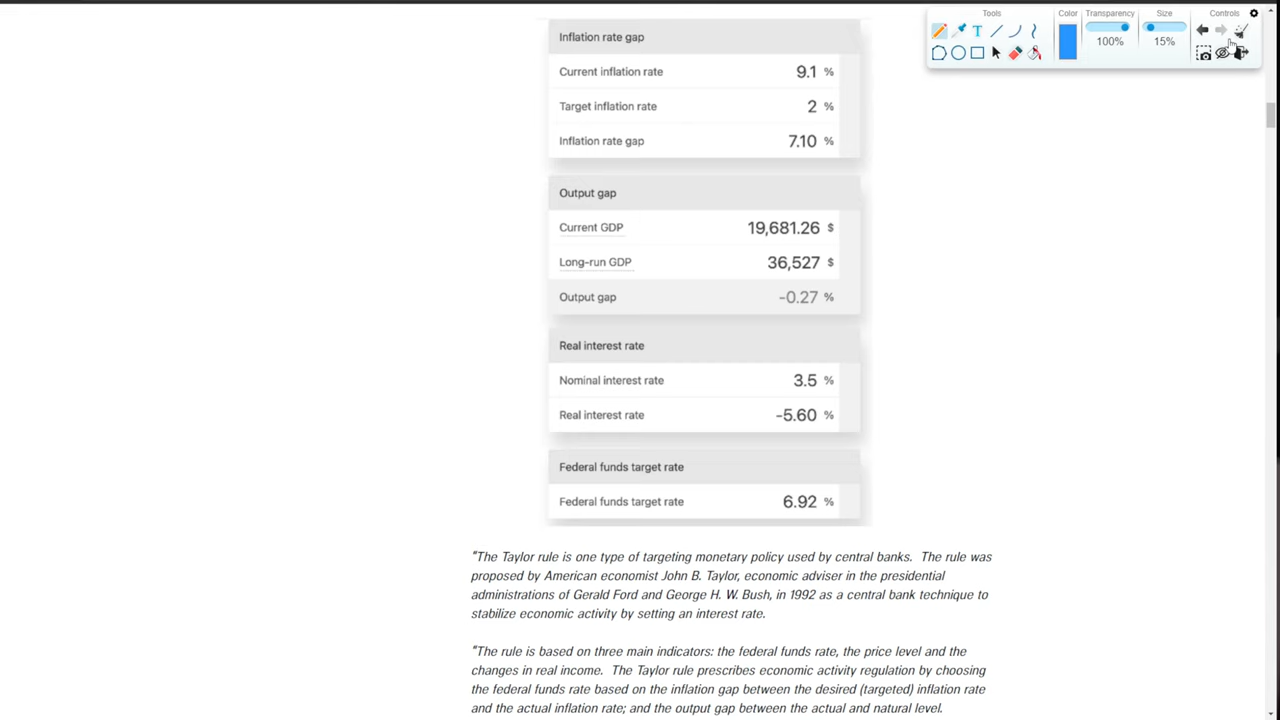 Tools
Color
Transparency
Size
Controls
T
100%
15%
Inflation rate gap
Current inflation rate 9.1 %
Target inflation rate 2 %
Inflation rate gap 7.10 %
Output gap
Current GDP 19,681.26 $
Long-run GDP 36,527 $
Output gap -0.27 %
Real interest rate
Nominal interest rate 3.5 %
Real interest rate -5.60 %
Federal funds target rate
Federal funds target rate 6.92 %
"The Taylor rule is one type of targeting monetary policy used by central banks. The rule was
proposed by American economist John B. Taylor, economic adviser in the presidential
administrations of Gerald Ford and George H. W. Bush, in 1992 as a central bank technique to
stabilize economic activity by setting an interest rate.
"The rule is based on three main indicators: the federal funds rate, the price level and the
changes in real income. The Taylor rule prescribes economic activity regulation by choosing
the federal funds rate based on the inflation gap between the desired (targeted) inflation rate
and the actual inflation rate; and the output gap between the actual and natural level.